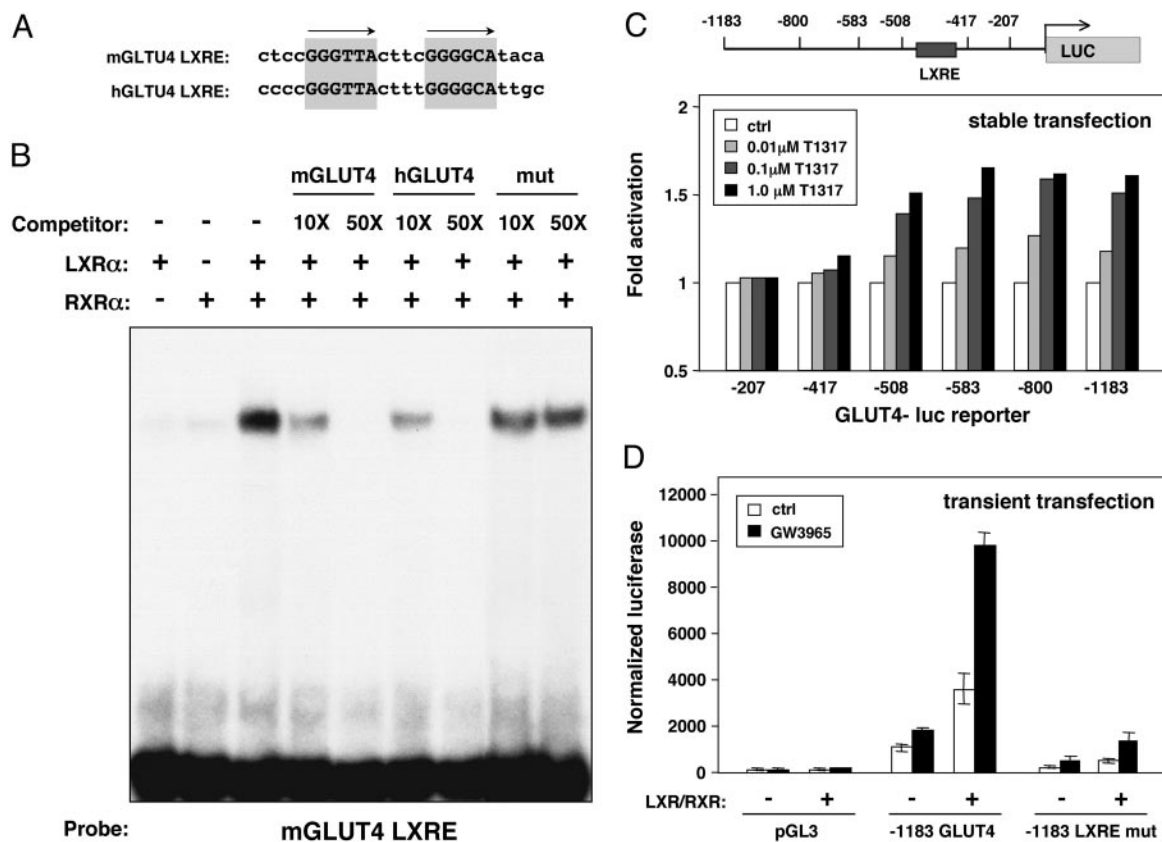 A
mGLTU4 LXRE: ctccGGGTTActtcGGGGCAtaca
hGLTU4 LXRE: ccccGGGTTActttGGGGCAttgc
B
mGLUT4 hGLUT4 mut
Competitor: - - - 10X 50X 10X 50X 10X 50X
LXRα: + - + + + + + + +
RXRα: - + + + + + + + +
Probe: mGLUT4 LXRE
C
-1183 -800 -583 -508 -417 -207
LUC
LXRE
stable transfection
ctrl
0.01μM T1317
0.1μM T1317
1.0 μM T1317
Fold activation
2
1.5
1
0.5
-207 -417 -508 -583 -800 -1183
GLUT4- luc reporter
D
transient transfection
ctrl
GW3965
Normalized luciferase
12000
10000
8000
6000
4000
2000
0
LXR/RXR: - + - + - +
pGL3 -1183 GLUT4 -1183 LXRE mut